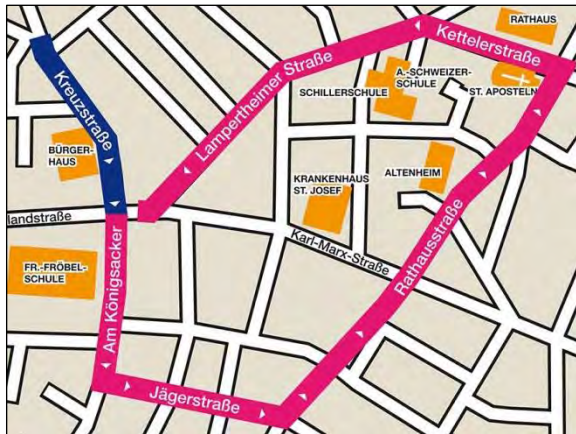 RATHAUS
Kettelerstraße
A.-SCHWEIZER-
SCHULE
ST. APOSTELN
SCHILLERSCHULE
Lampertheimer Straße
Kreuzstraße
BÜRGER-
HAUS
KRANKENHAUS
ST. JOSEF
ALTENHEIM
landstraße
Karl-Marx-Straße
Rathausstraße
FR.-FRÖBEL-
SCHULE
Am Königsacker
Jägerstraße